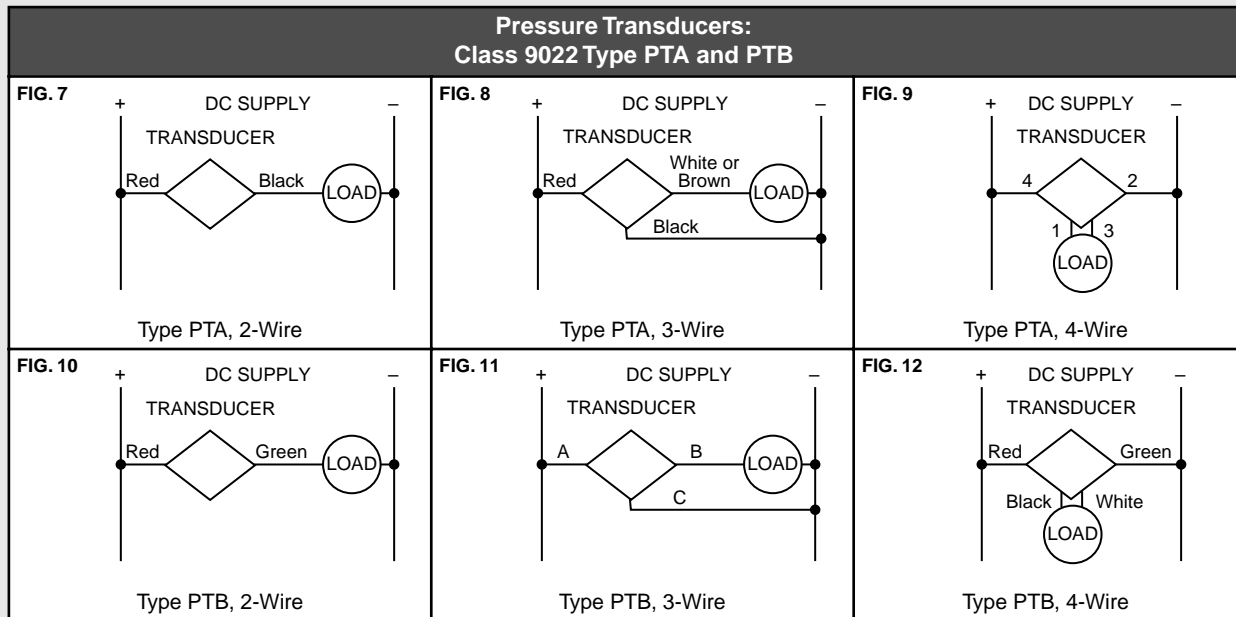 Pressure Transducers:
Class 9022 Type PTA and PTB
FIG. 7
+ DC SUPPLY –
TRANSDUCER
Red Black LOAD
Type PTA, 2-Wire
FIG. 8
+ DC SUPPLY –
TRANSDUCER
White or
Red Brown LOAD
Black
Type PTA, 3-Wire
FIG. 9
+ DC SUPPLY –
TRANSDUCER
4 2
1 3
LOAD
Type PTA, 4-Wire
FIG. 10
+ DC SUPPLY –
TRANSDUCER
Red Green LOAD
Type PTB, 2-Wire
FIG. 11
+ DC SUPPLY –
TRANSDUCER
A B LOAD
C
Type PTB, 3-Wire
FIG. 12
+ DC SUPPLY –
TRANSDUCER
Red Green
Black White
LOAD
Type PTB, 4-Wire